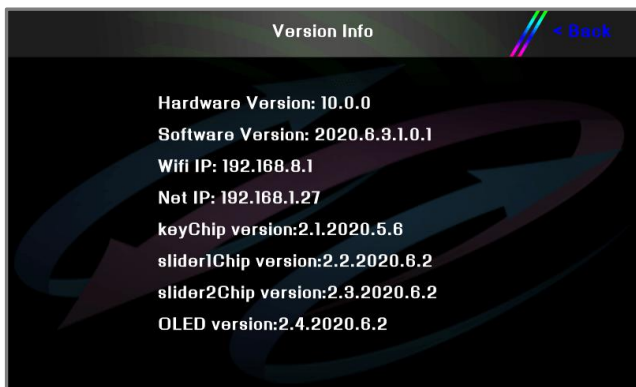 Version Info
< Back
Hardware Version: 10.0.0
Software Version: 2020.6.3.1.0.1
Wifi IP: 192.168.8.1
Net IP: 192.168.1.27
keyChip version:2.1.2020.5.6
slider1Chip version:2.2.2020.6.2
slider2Chip version:2.3.2020.6.2
OLED version:2.4.2020.6.2